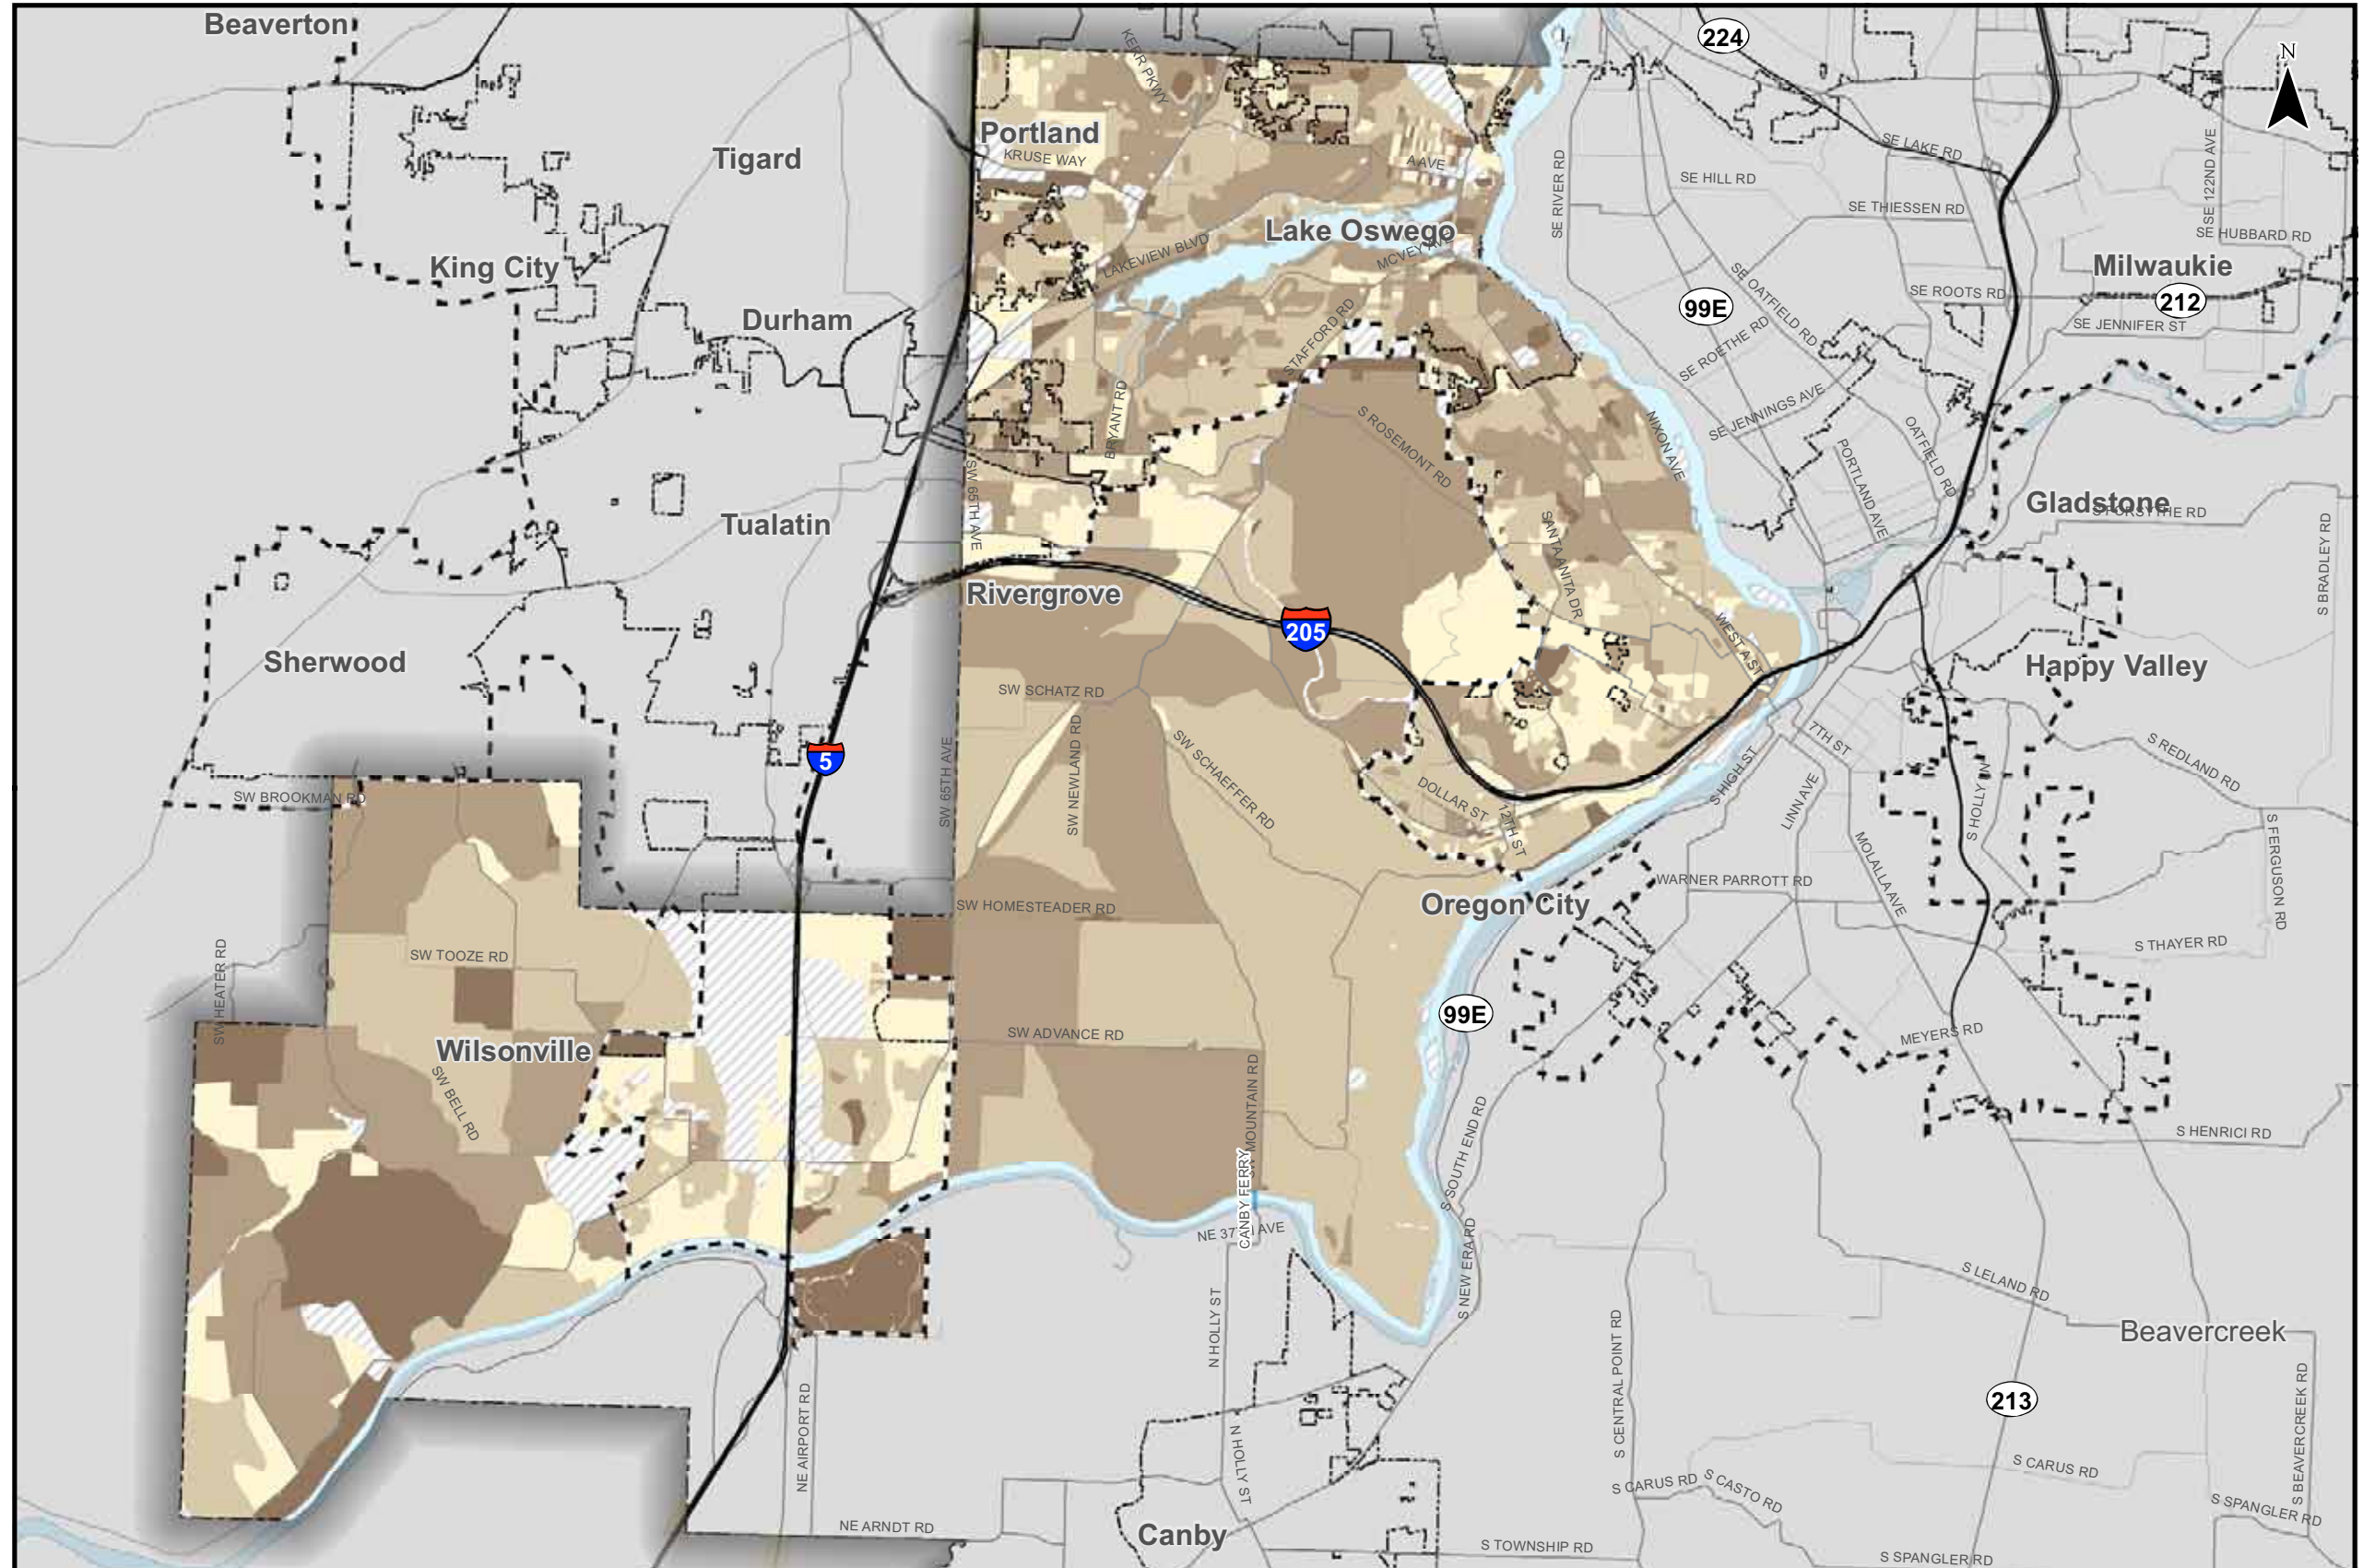 Beaverton
224
N
KERR PKWY
Portland
KRUSE WAY
Tigard
A AVE
SE RIVER RD
SE LAKE RD
SE HILL RD
SE THIESSEN RD
SE 122ND AVE
SE HUBBARD RD
Lake Oswego
LAKEVIEW BLVD
MCVEY AVE
King City
Milwaukie
212
SE OATFIELD RD
SE ROOTS RD
SE JENNIFER ST
99E
SE ROETHE RD
Durham
STAFFORD RD
BRYANT RD
S ROSEMONT RD
SE JENNINGS AVE
NIXON AVE
OATFIELD RD
PORTLAND AVE
SW 65TH AVE
Gladstone
S FORSYTHE RD
S BRADLEY RD
Tualatin
SANTA ANITA DR
Rivergrove
205
WEST A ST
Sherwood
Happy Valley
SW SCHATZ RD
SW NEWLAND RD
SW SCHAEFFER RD
7TH ST
S REDLAND RD
5
SW 65TH AVE
SW BROOKMAN RD
DOLLAR ST
12TH ST
S HIGH ST
LINN AVE
S HOLLY LN
MOLALLA AVE
S FERGUSON RD
WARNER PARROTT RD
SW HOMESTEADER RD
Oregon City
S THAYER RD
SW TOOZE RD
SW HEATER RD
99E
SW ADVANCE RD
MEYERS RD
Wilsonville
SW BELL RD
MOUNTAIN RD
S SOUTH END RD
S HENRICI RD
CANBY FERRY
NE 37TH AVE
S NEW ERA RD
S LELAND RD
N HOLLY ST
S CENTRAL POINT RD
Beavercreek
S BEAVERCREEK RD
213
NE AIRPORT RD
N HOLLY ST
S CARUS RD
S CASTO RD
S CARUS RD
S SPANGLER RD
NE ARNDT RD
Canby
S TOWNSHIP RD
S SPANGLER RD